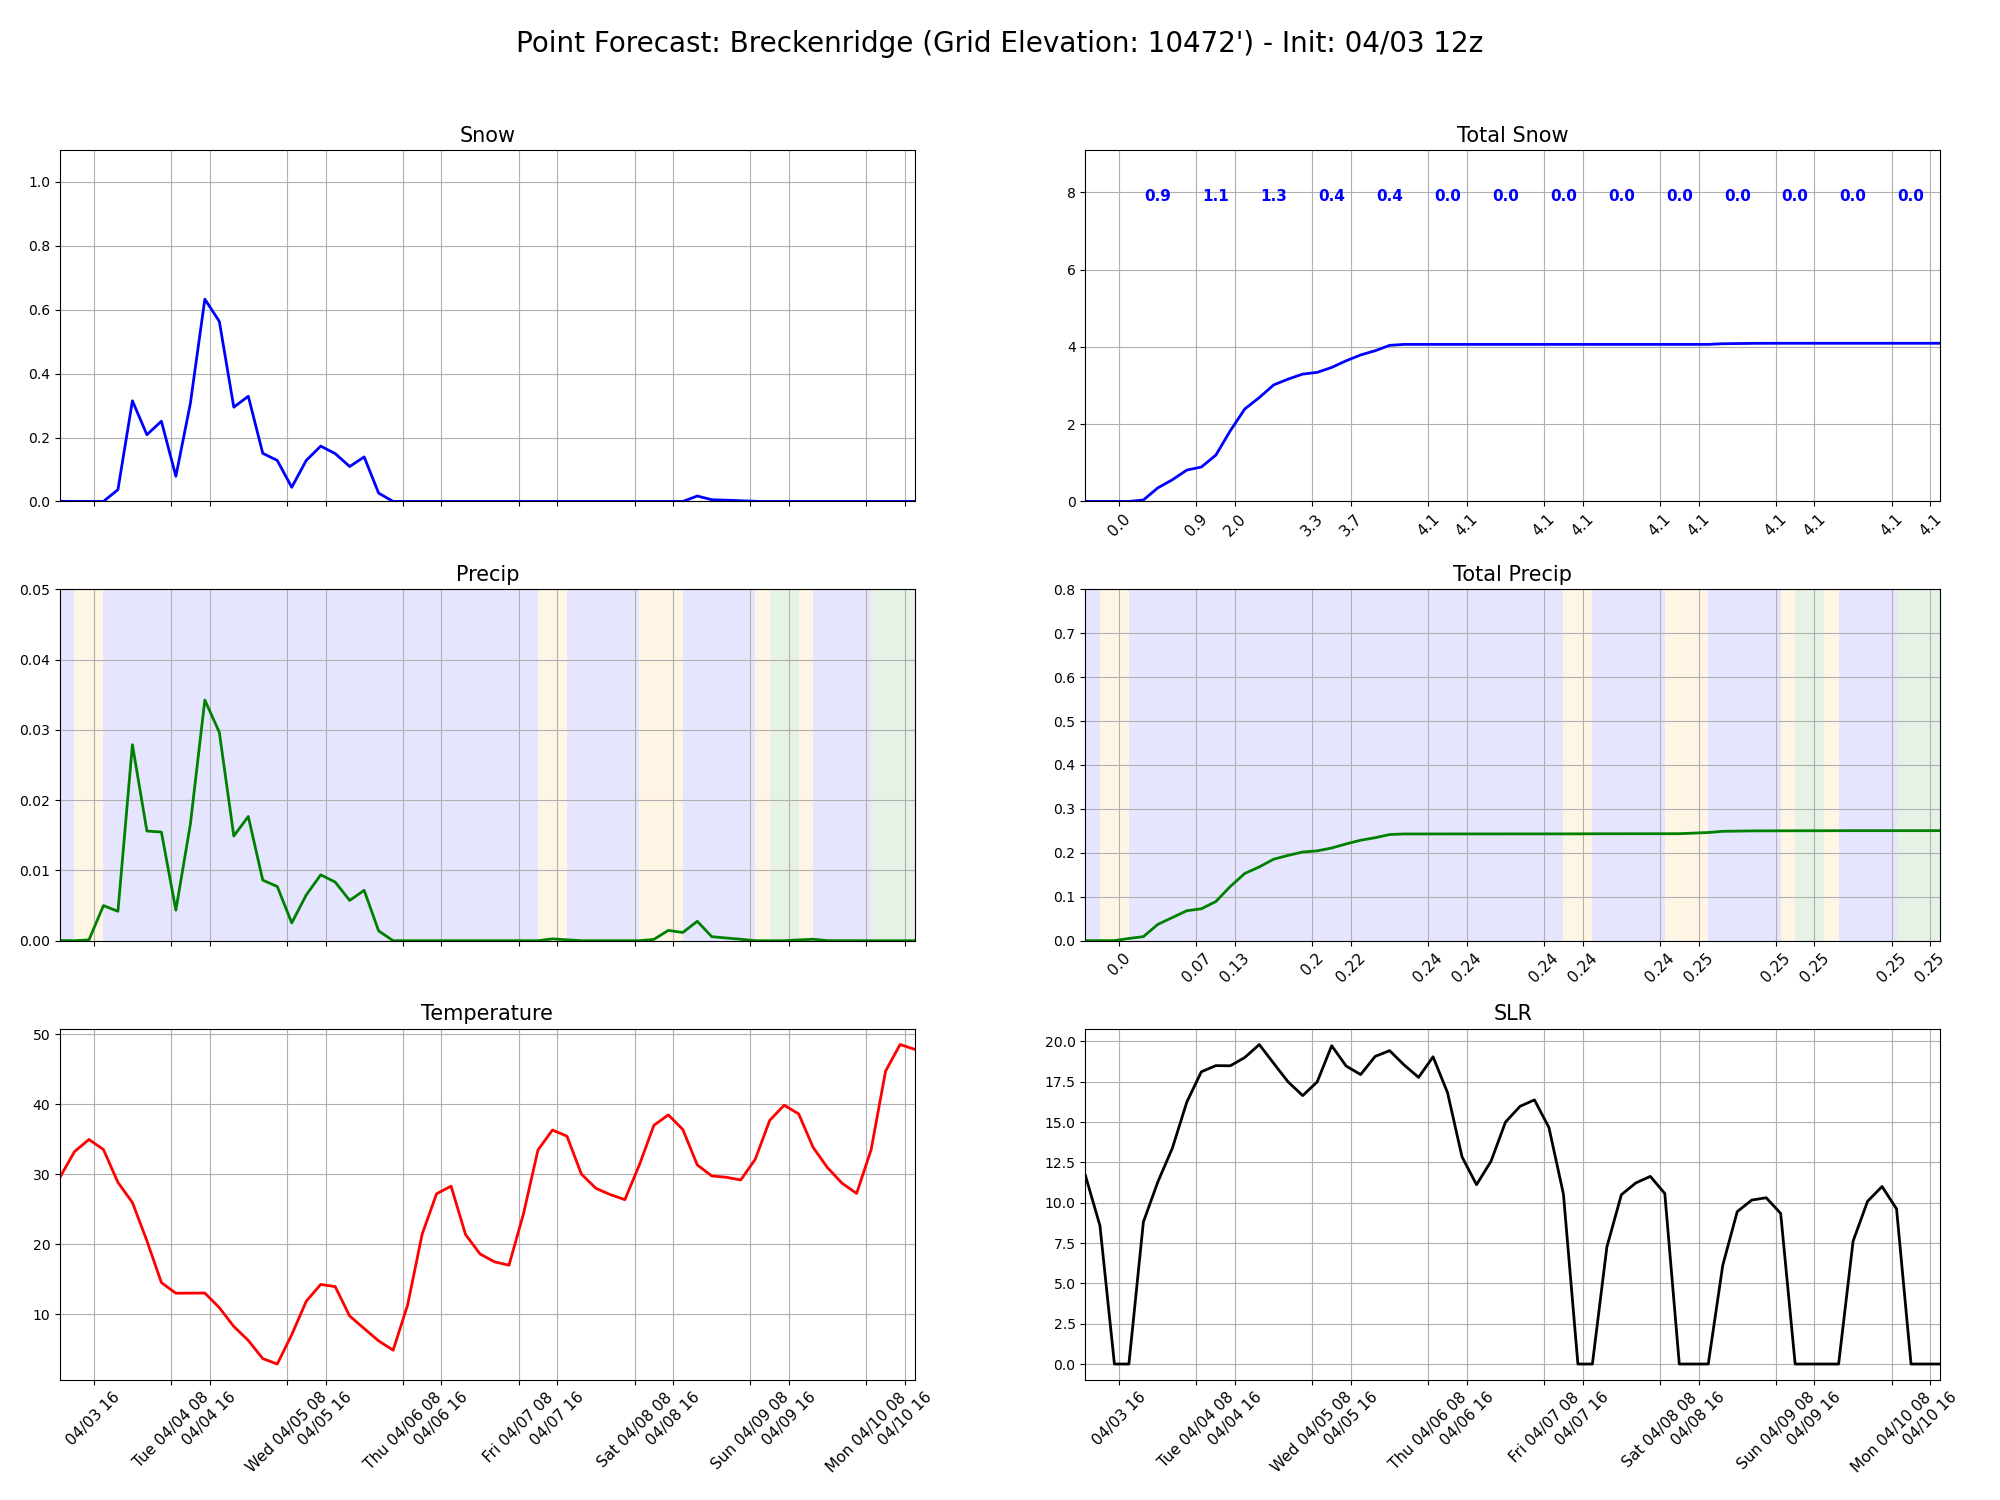 Point Forecast: Breckenridge (Grid Elevation: 10472') - Init: 04/03 12z
Snow
1.0
0.8
0.6
0.4
0.2
0.0
Total Snow
8
6
4
2
0
0.9 1.1 1.3 0.4 0.4 0.0 0.0 0.0 0.0 0.0 0.0 0.0 0.0 0.0
0.0 0.9 2.0 3.3 3.7 4.1 4.1 4.1 4.1 4.1 4.1 4.1 4.1 4.1 4.1
Precip
0.05
0.04
0.03
0.02
0.01
0.00
Total Precip
0.8
0.7
0.6
0.5
0.4
0.3
0.2
0.1
0.0
0.0 0.07 0.13 0.2 0.22 0.24 0.24 0.24 0.24 0.24 0.25 0.25 0.25 0.25 0.25
Temperature
50
40
30
20
10
04/03 16
Tue 04/04 08
04/04 16
Wed 04/05 08
04/05 16
Thu 04/06 08
04/06 16
Fri 04/07 08
04/07 16
Sat 04/08 08
04/08 16
Sun 04/09 08
04/09 16
Mon 04/10 08
04/10 16
SLR
20.0
17.5
15.0
12.5
10.0
7.5
5.0
2.5
0.0
04/03 16
Tue 04/04 08
04/04 16
Wed 04/05 08
04/05 16
Thu 04/06 08
04/06 16
Fri 04/07 08
04/07 16
Sat 04/08 08
04/08 16
Sun 04/09 08
04/09 16
Mon 04/10 08
04/10 16